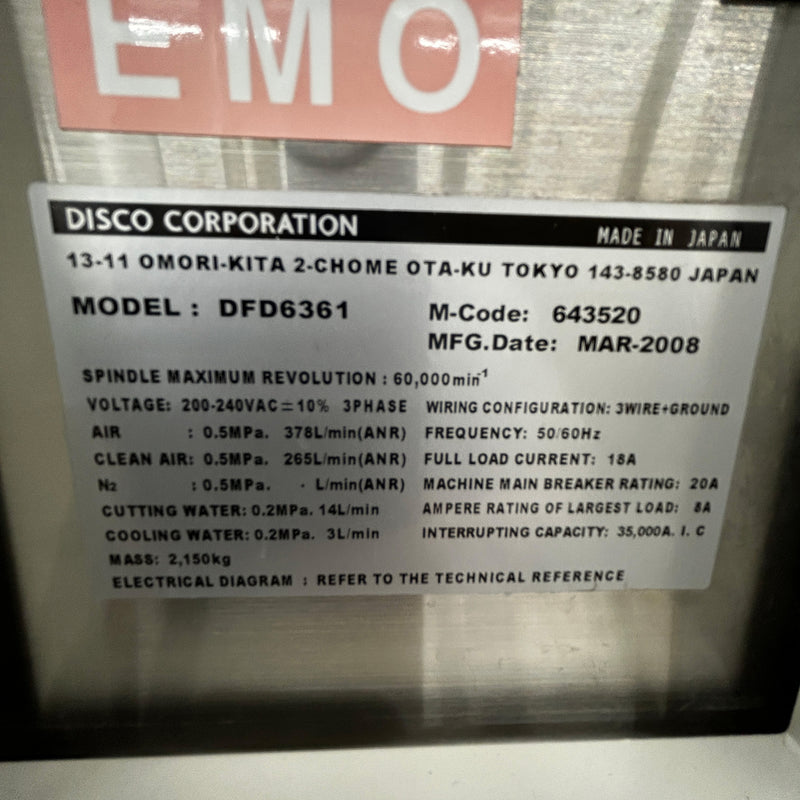 EMO
DISCO CORPORATION MADE IN JAPAN
13-11 OMORI-KITA 2-CHOME OTA-KU TOKYO 143-8580 JAPAN
MODEL : DFD6361 M-Code: 643520
MFG.Date: MAR-2008
SPINDLE MAXIMUM REVOLUTION : 60,000min⁻¹
VOLTAGE: 200-240VAC±10% 3PHASE WIRING CONFIGURATION: 3WIRE+GROUND
AIR : 0.5MPa. 378L/min(ANR) FREQUENCY: 50/60Hz
CLEAN AIR: 0.5MPa. 265L/min(ANR) FULL LOAD CURRENT: 18A
N₂ : 0.5MPa. - L/min(ANR) MACHINE MAIN BREAKER RATING: 20A
CUTTING WATER: 0.2MPa. 14L/min AMPERE RATING OF LARGEST LOAD: 8A
COOLING WATER: 0.2MPa. 3L/min INTERRUPTING CAPACITY: 35,000A. I. C
MASS: 2,150kg
ELECTRICAL DIAGRAM : REFER TO THE TECHNICAL REFERENCE